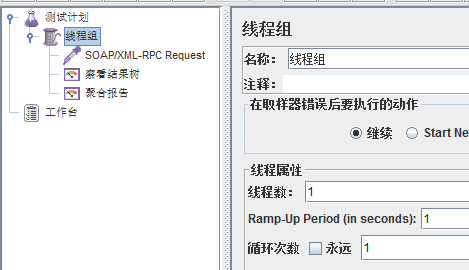 测试计划
线程组
SOAP/XML-RPC Request
察看结果树
聚合报告
工作台
线程组
名称: 线程组
注释:
在取样器错误后要执行的动作
继续 Start Ne
线程属性
线程数: 1
Ramp-Up Period (in seconds): 1
循环次数 永远 1